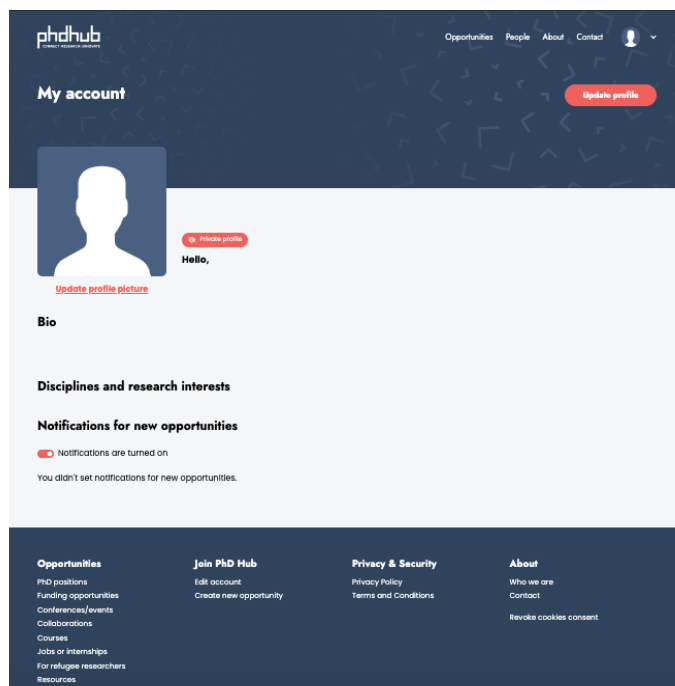 phdhub
CONNECT·RESEARCH·INNOVATE
Opportunities People About Contact
My account
Update profile
Private profile
Hello,
Update profile picture
Bio
Disciplines and research interests
Notifications for new opportunities
Notifications are turned on
You didn't set notifications for new opportunities.
Opportunities
PhD positions
Funding opportunities
Conferences/events
Collaborations
Courses
Jobs or internships
For refugee researchers
Resources
Join PhD Hub
Edit account
Create new opportunity
Privacy & Security
Privacy Policy
Terms and Conditions
About
Who we are
Contact
Revoke cookies consent